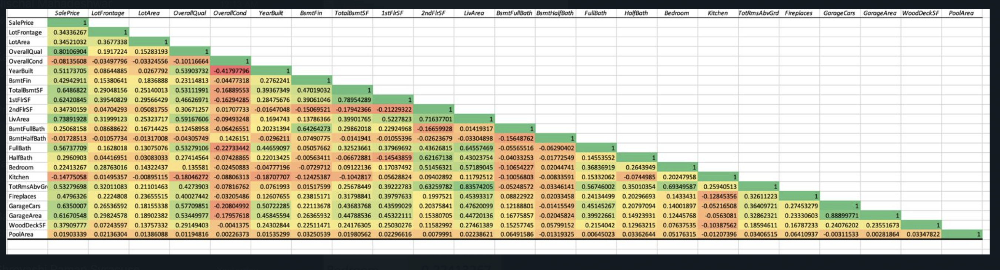 SalePrice LotFrontage LotArea OverallQual OverallCond YearBuilt BsmtFin TotalBsmtSF 1stFlrSF 2ndFlrSF LivArea BsmtFullBath BsmtHalfBath FullBath HalfBath Bedroom Kitchen TotRmsAbvGrd Fireplaces GarageCars GarageArea WoodDeckSF PoolArea
SalePrice 1
LotFrontage 0.34336267 1
LotArea 0.34521032 0.3677338 1
OverallQual 0.80106904 0.1917224 0.15283193 1
OverallCond -0.08135608 -0.03497796 -0.03324556 -0.10116664 1
YearBuilt 0.51173705 0.08644885 0.0267792 0.53903732 -0.41797796 1
BsmtFin 0.42942911 0.15380641 0.1836888 0.23114813 -0.04477318 0.2762241 1
TotalBsmtSF 0.6486822 0.29048156 0.25140013 0.53111991 -0.16889553 0.39367349 0.47019032 1
1stFlrSF 0.62420845 0.39540829 0.29566429 0.46626971 -0.16294285 0.28475676 0.39061046 0.78954289 1
2ndFlrSF 0.34730159 0.04704293 0.05081755 0.30671257 0.01707733 -0.01647048 -0.15069521 -0.17942366 -0.21229322 1
LivArea 0.73891928 0.31999123 0.25323717 0.59167606 -0.09493248 0.1694743 0.13786366 0.39901765 0.5227823 0.71637701 1
BsmtFullBath 0.25068158 0.08688622 0.16714425 0.12458958 -0.06426551 0.20231394 0.64264273 0.29862018 0.22924968 -0.16659928 0.01419317 1
BsmtHalfBath -0.01728513 -0.01057734 -0.01317008 -0.04305749 0.1426151 -0.0296211 0.07490775 -0.0141941 -0.01055396 -0.02623679 -0.03304898 -0.15648762 1
FullBath 0.56737709 0.1628018 0.13075076 0.53279106 -0.22733442 0.44659097 0.05057662 0.32523661 0.37969692 0.43626815 0.64557469 -0.05565516 -0.06290402 1
HalfBath 0.2960903 0.04416951 0.03083033 0.27414564 -0.07428865 0.22013425 -0.00563411 -0.06672881 -0.14543859 0.62167138 0.43023754 -0.04033253 -0.01772549 0.14553552 1
Bedroom 0.22413267 0.28763016 0.14322437 0.135581 -0.02450883 -0.04777196 -0.0729712 0.09122136 0.17037492 0.51456321 0.57189045 -0.10654227 0.02044741 0.36836919 0.2643949 1
Kitchen -0.14775058 0.01495357 -0.00895115 -0.18046272 -0.08806313 -0.18707707 -0.12425387 -0.1042817 0.05628824 0.09402892 0.11792512 -0.10056803 -0.00833591 0.15332062 -0.0744985 0.20247958 1
TotRmsAbvGr 0.53279698 0.32011083 0.21101463 0.4273903 -0.07816762 0.0761993 0.01517599 0.25678449 0.39222783 0.63259782 0.83574205 -0.05248572 -0.03346141 0.56746002 0.35010354 0.69349587 0.25940513 1
Fireplaces 0.4796326 0.2224808 0.23655515 0.40027442 -0.03205486 0.12607655 0.23815171 0.31798841 0.39797633 0.1997521 0.45393317 0.08822922 0.02033458 0.24134499 0.20296693 0.1433431 -0.12845356 0.32611223 1
GarageCars 0.6350007 0.26536592 0.18155338 0.57709851 -0.20804992 0.50722285 0.22113678 0.43683768 0.43599029 0.20375841 0.47620099 0.12188801 -0.01415549 0.45145267 0.20797094 0.14001897 -0.05216508 0.36409721 0.27453279 1
GarageArea 0.61670548 0.29824578 0.18902382 0.53449977 -0.17957618 0.45845594 0.26365932 0.44788536 0.45322111 0.15380705 0.44720136 0.16775857 -0.02045824 0.39922661 0.14923931 0.12445768 -0.0563081 0.32862321 0.23330603 0.88899771 1
WoodDeckSF 0.37909777 0.07243597 0.13757332 0.29149403 -0.0041375 0.24302844 0.22511471 0.24176305 0.25030276 0.11582992 0.27461389 0.15257745 0.05799152 0.2154042 0.12963215 0.07637535 -0.10387562 0.18594611 0.16787233 0.24076202 0.23551673 1
PoolArea 0.01903339 0.02136304 0.01386088 0.01194816 0.00226373 0.01535299 0.03250539 0.01980562 0.02296616 0.0079991 0.02238621 0.06491586 -0.01319325 0.00645023 0.03362644 0.05176315 -0.01207396 0.03406515 0.06410937 -0.00311533 0.00281864 0.03347822 1